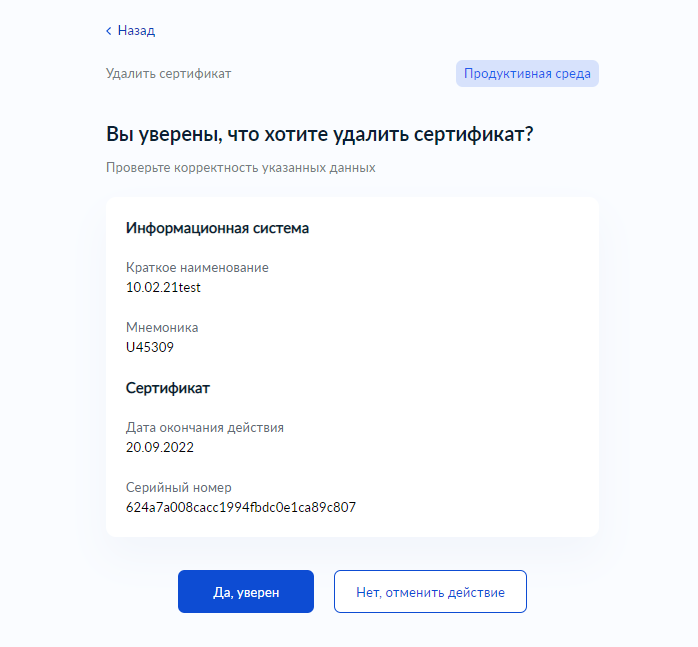 Назад
Удалить сертификат
Продуктивная среда
Вы уверены, что хотите удалить сертификат?
Проверьте корректность указанных данных
Информационная система
Краткое наименование
10.02.21test
Мнемоника
U45309
Сертификат
Дата окончания действия
20.09.2022
Серийный номер
624a7a008cacc1994fbdc0e1ca89c807
Да, уверен
Нет, отменить действие